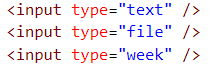 <input type="text" />
<input type="file" />
<input type="week" />